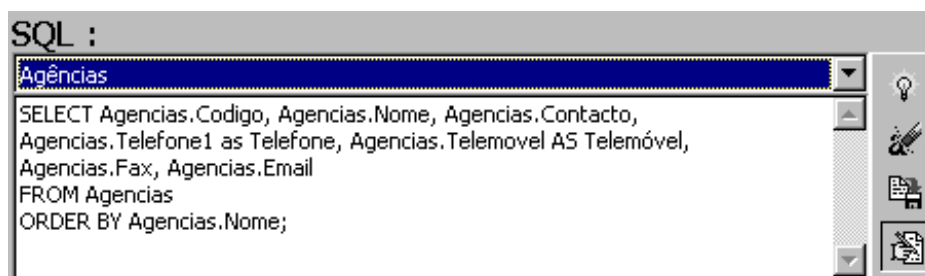 SQL :
Agências
SELECT Agencias.Codigo, Agencias.Nome, Agencias.Contacto,
Agencias.Telefone1 as Telefone, Agencias.Telemovel AS Telemóvel,
Agencias.Fax, Agencias.Email
FROM Agencias
ORDER BY Agencias.Nome;